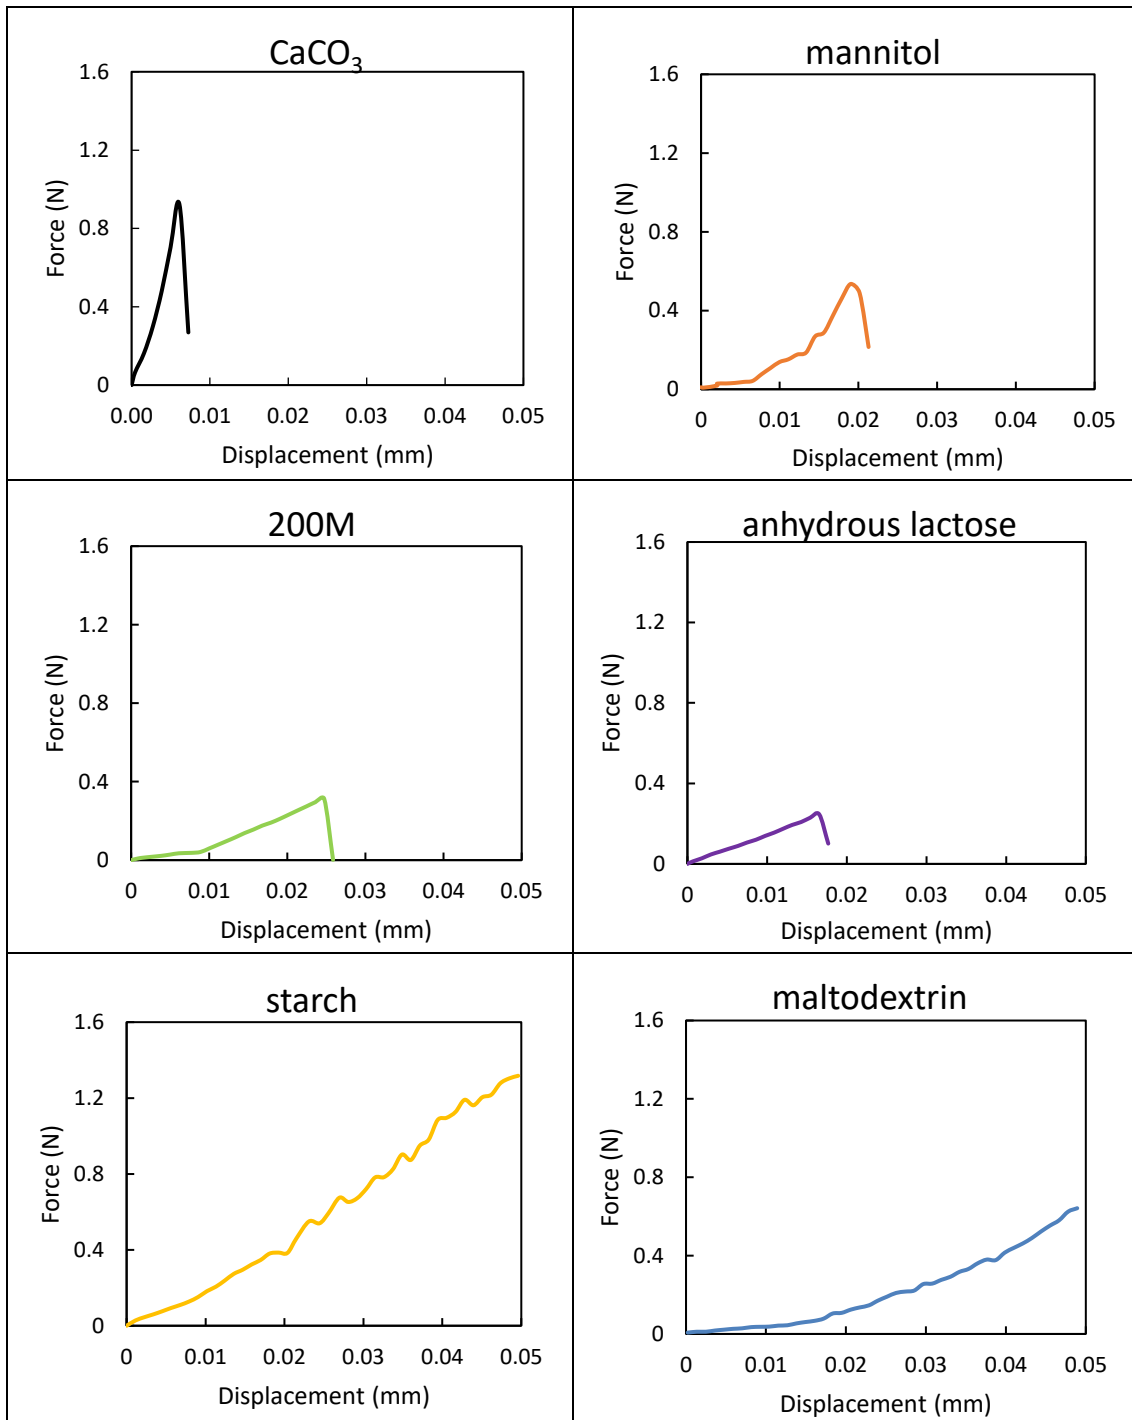 CaCO₃
1.6
1.2
0.8
0.4
0
Force (N)
0.00 0.01 0.02 0.03 0.04 0.05
Displacement (mm)
mannitol
1.6
1.2
0.8
0.4
0
Force (N)
0 0.01 0.02 0.03 0.04 0.05
Displacement (mm)
200M
1.6
1.2
0.8
0.4
0
Force (N)
0 0.01 0.02 0.03 0.04 0.05
Displacement (mm)
anhydrous lactose
1.6
1.2
0.8
0.4
0
Force (N)
0 0.01 0.02 0.03 0.04 0.05
Displacement (mm)
starch
1.6
1.2
0.8
0.4
0
Force (N)
0 0.01 0.02 0.03 0.04 0.05
Displacement (mm)
maltodextrin
1.6
1.2
0.8
0.4
0
Force (N)
0 0.01 0.02 0.03 0.04 0.05
Displacement (mm)